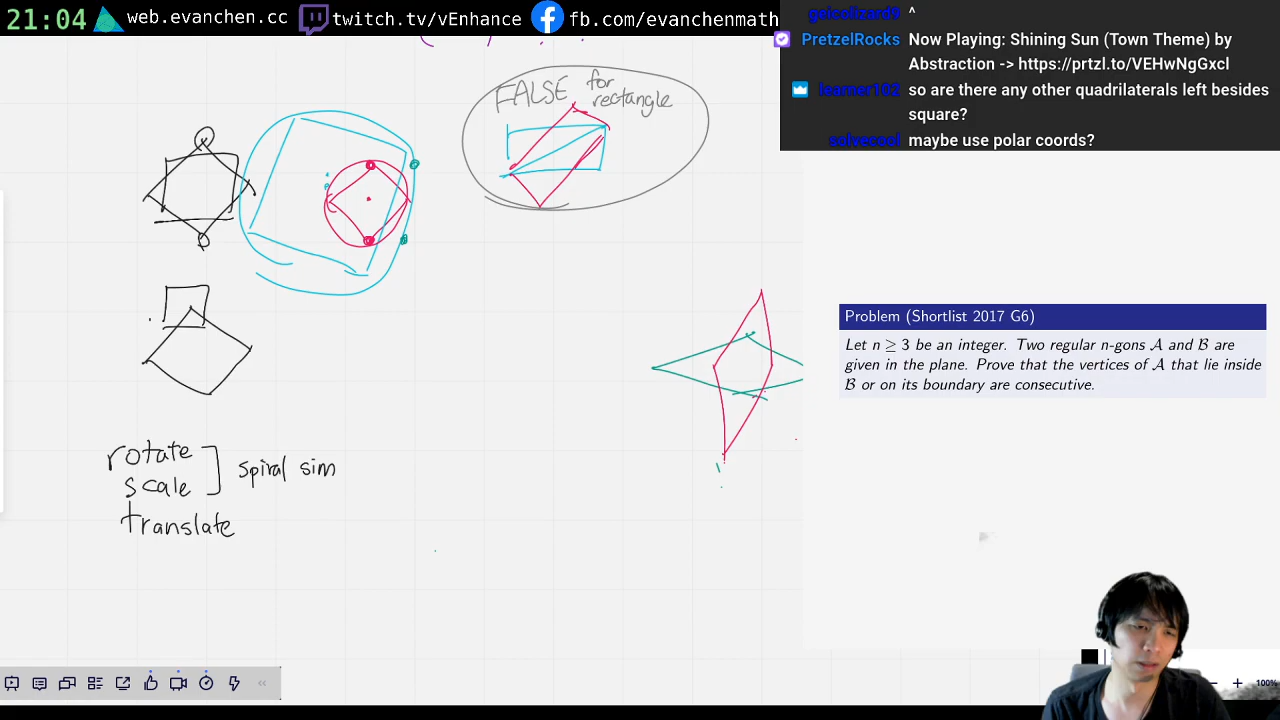 21:04 web.evanchen.cc twitch.tv/vEnhance fb.com/evanchenmath
geicolizard9 ^
PretzelRocks Now Playing: Shining Sun (Town Theme) by
Abstraction -> https://prtzl.to/VEHwNgGxcl
learner102 so are there any other quadrilaterals left besides
square?
solvecool maybe use polar coords?
FALSE for
rectangle
Problem (Shortlist 2017 G6)
Let n ≥ 3 be an integer. Two regular n-gons 𝒜 and ℬ are
given in the plane. Prove that the vertices of 𝒜 that lie inside
ℬ or on its boundary are consecutive.
rotate
scale
spiral sim
translate
100%